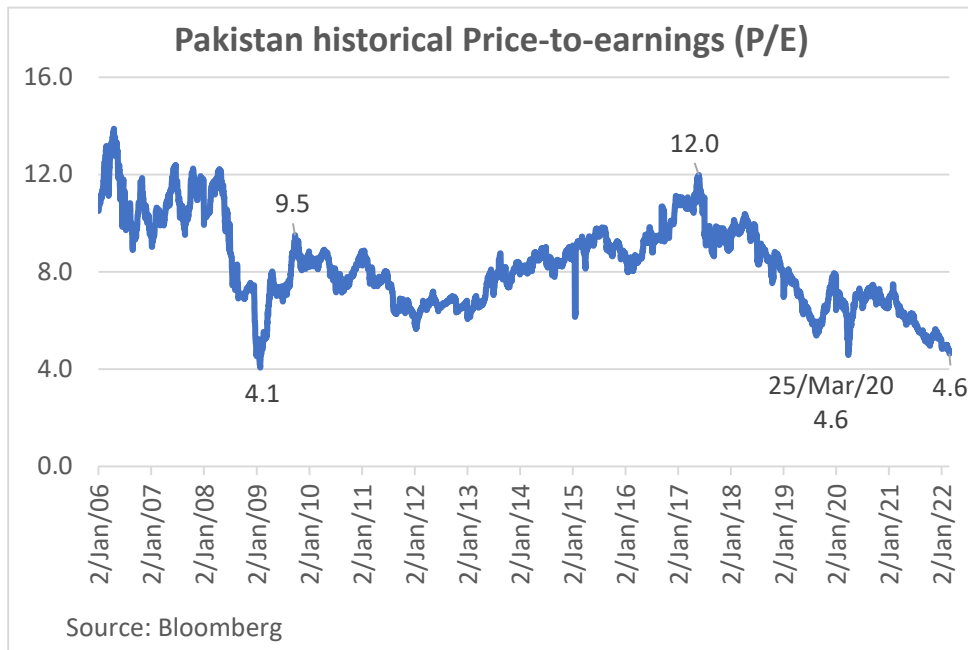 Pakistan historical Price-to-earnings (P/E)
16.0
12.0
8.0
4.0
0.0
9.5
12.0
4.1
25/Mar/20
4.6
4.6
2/Jan/06
2/Jan/07
2/Jan/08
2/Jan/09
2/Jan/10
2/Jan/11
2/Jan/12
2/Jan/13
2/Jan/14
2/Jan/15
2/Jan/16
2/Jan/17
2/Jan/18
2/Jan/19
2/Jan/20
2/Jan/21
2/Jan/22
Source: Bloomberg